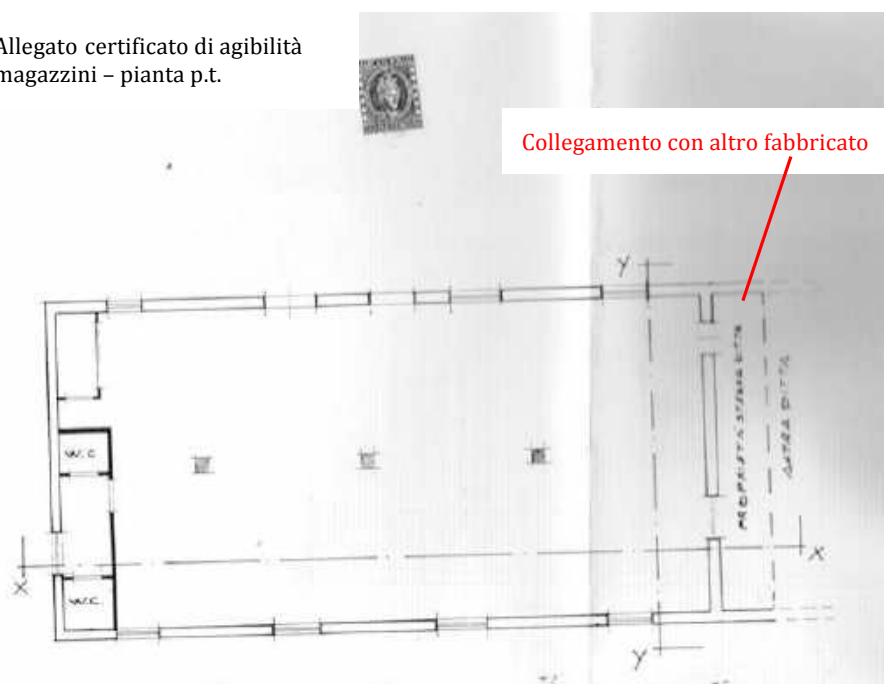 Allegato certificato di agibilità
magazzini – pianta p.t.
Collegamento con altro fabbricato
Y
W.C
PROPRIETÀ STESSA DITTA
ALTRA DITTA
X
X
W.C.
Y